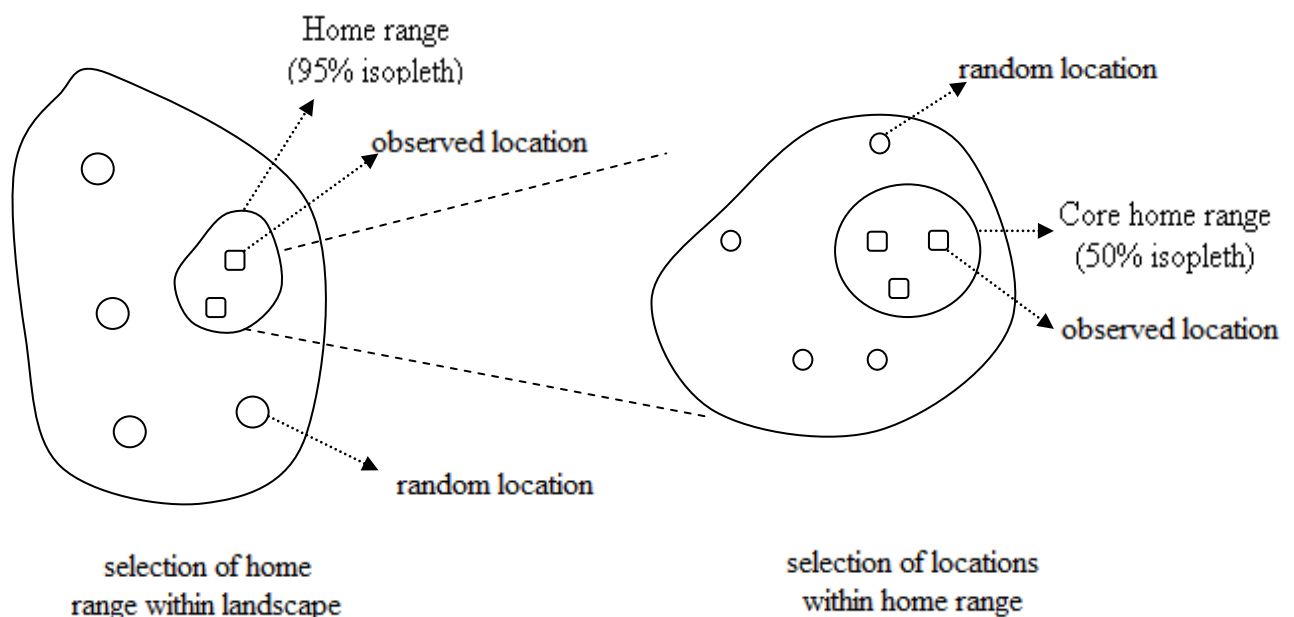 Home range
(95% isopleth)
observed location
random location
selection of home
range within landscape
random location
Core home range
(50% isopleth)
observed location
selection of locations
within home range